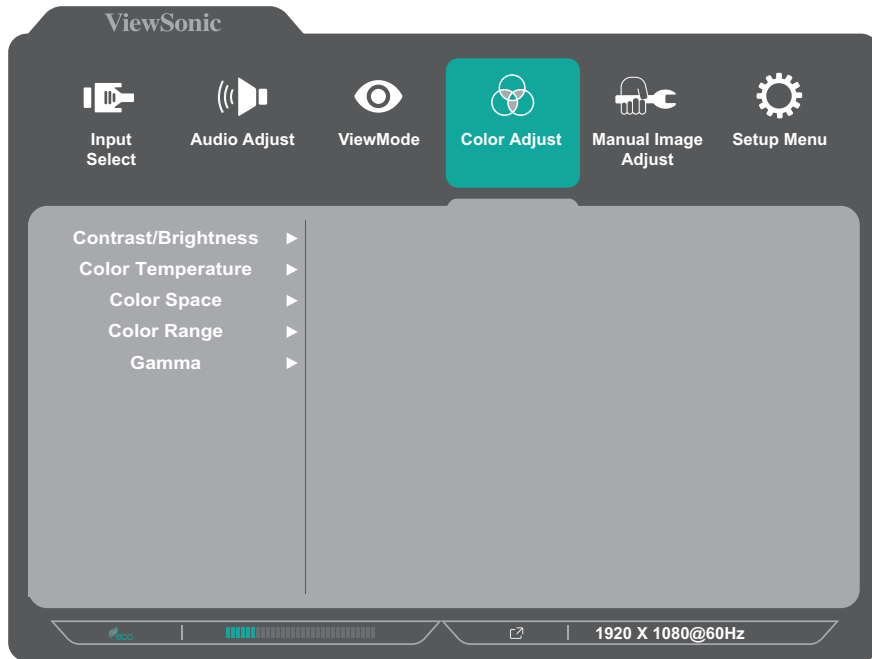 ViewSonic
Input
Select
Audio Adjust
ViewMode
Color Adjust
Manual Image
Adjust
Setup Menu
Contrast/Brightness
Color Temperature
Color Space
Color Range
Gamma
eco
1920 X 1080@60Hz